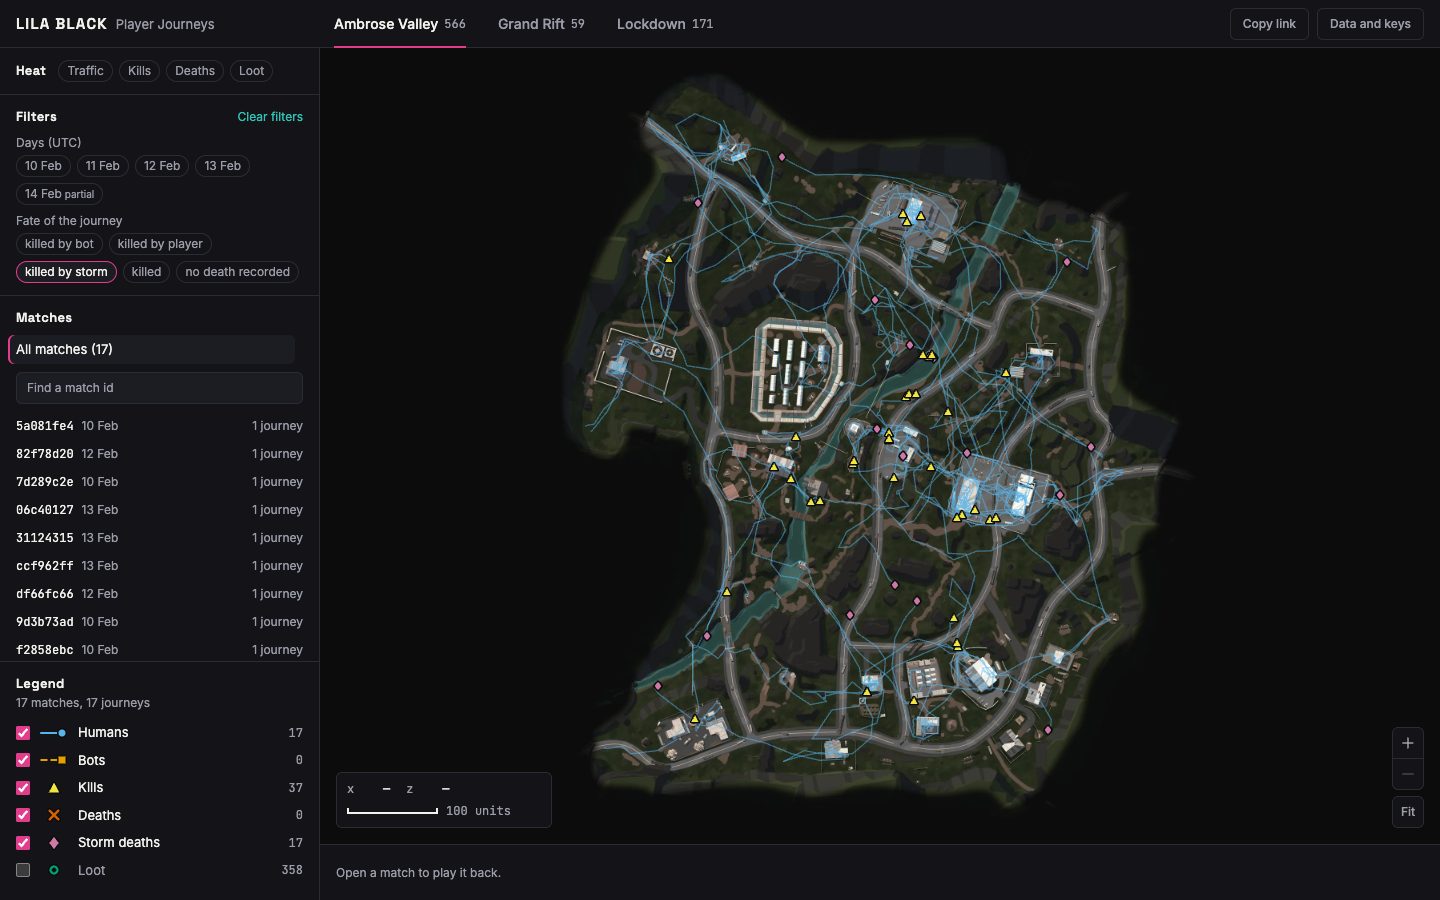 LILA BLACK Player Journeys
Ambrose Valley 566 Grand Rift 59 Lockdown 171
Copy link Data and keys
Heat Traffic Kills Deaths Loot
Filters Clear filters
Days (UTC)
10 Feb 11 Feb 12 Feb 13 Feb
14 Feb partial
Fate of the journey
killed by bot killed by player
killed by storm killed no death recorded
Matches
All matches (17)
Find a match id
5a081fe4 10 Feb 1 journey
82f78d20 12 Feb 1 journey
7d289c2e 10 Feb 1 journey
06c40127 13 Feb 1 journey
31124315 13 Feb 1 journey
ccf962ff 13 Feb 1 journey
df66fc66 12 Feb 1 journey
9d3b73ad 10 Feb 1 journey
f2858ebc 10 Feb 1 journey
Legend
17 matches, 17 journeys
Humans 17
Bots 0
Kills 37
Deaths 0
Storm deaths 17
Loot 358
x – z –
100 units
+
−
Fit
Open a match to play it back.